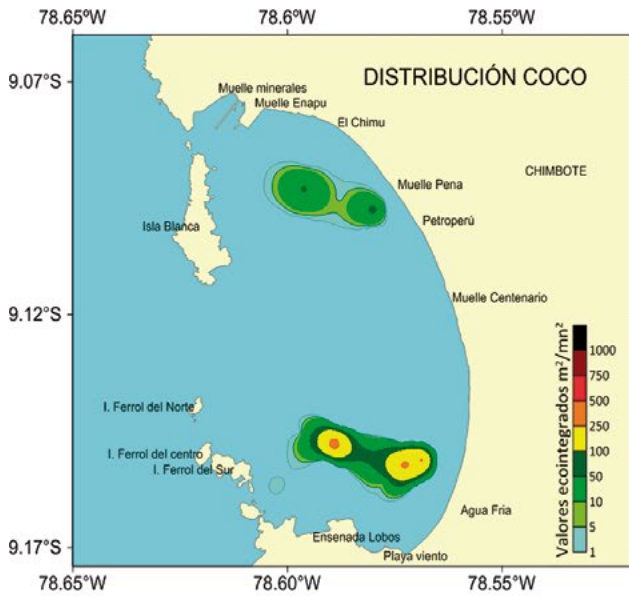 78.65°W 78.6°W 78.55°W
9.07°S
DISTRIBUCIÓN COCO
Muelle minerales
Muelle Enapu
El Chimu
CHIMBOTE
Muelle Pena
Petroperú
Isla Blanca
Muelle Centenario
9.12°S
Valores ecointegrados m²/mn²
1000
750
500
250
100
50
10
5
1
I. Ferrol del Norte
I. Ferrol del centro
I. Ferrol del Sur
Agua Fria
Ensenada Lobos
Playa viento
9.17°S
78.65°W 78.60°W 78.55°W